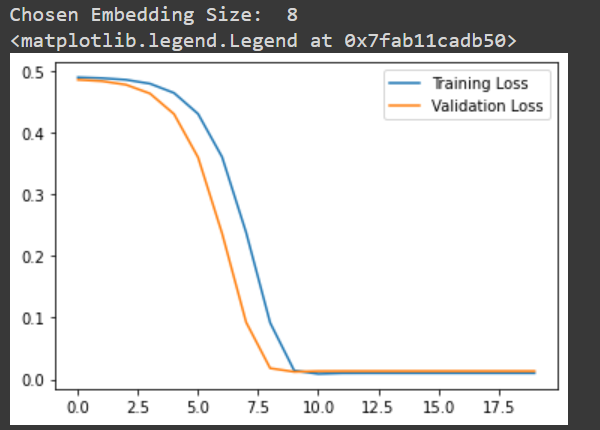 Chosen Embedding Size:  8
<matplotlib.legend.Legend at 0x7fab11cadb50>
Training Loss
Validation Loss
0.5
0.4
0.3
0.2
0.1
0.0
0.0 2.5 5.0 7.5 10.0 12.5 15.0 17.5